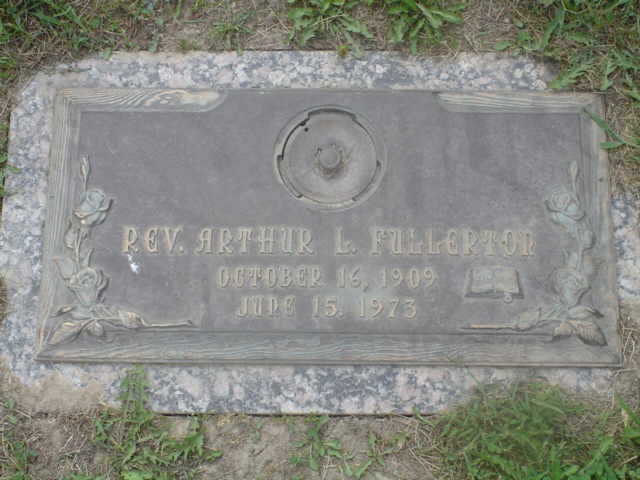 REV. ARTHUR L. FULLERTON
OCTOBER 16, 1909
JUNE 15, 1973